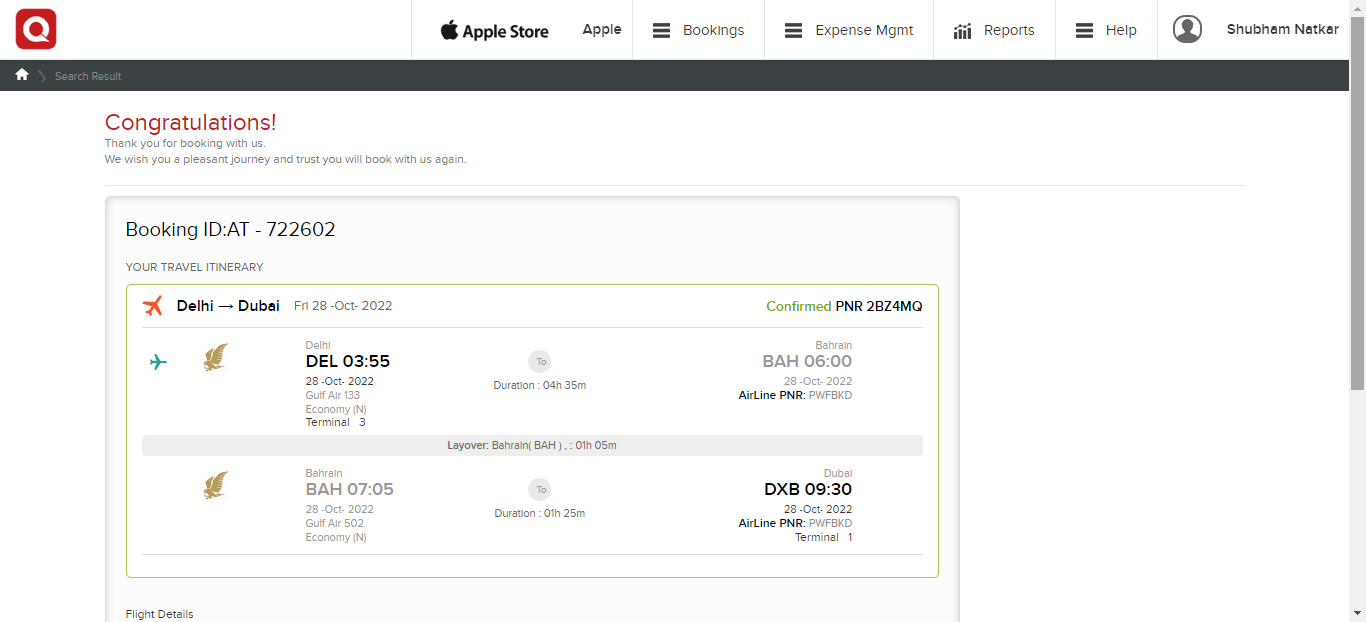 Apple Store
Apple
Bookings
Expense Mgmt
Reports
Help
Shubham Natkar
Search Result
Congratulations!
Thank you for booking with us.
We wish you a pleasant journey and trust you will book with us again.
Booking ID:AT - 722602
YOUR TRAVEL ITINERARY
Delhi → Dubai Fri 28 -Oct- 2022 Confirmed PNR 2BZ4MQ
Delhi
DEL 03:55
28 -Oct- 2022
Gulf Air 133
Economy (N)
Terminal 3
To
Duration : 04h 35m
Bahrain
BAH 06:00
28 -Oct- 2022
AirLine PNR: PWFBKD
Layover: Bahrain( BAH ) , : 01h 05m
Bahrain
BAH 07:05
28 -Oct- 2022
Gulf Air 502
Economy (N)
To
Duration : 01h 25m
Dubai
DXB 09:30
28 -Oct- 2022
AirLine PNR: PWFBKD
Terminal 1
Flight Details